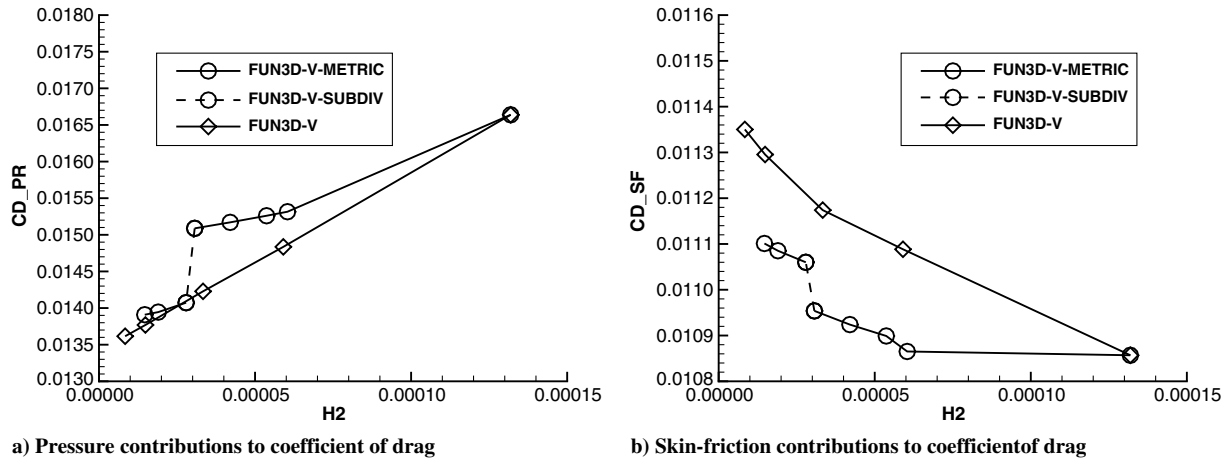 0.0180
0.0175
0.0170
0.0165
0.0160
0.0155
0.0150
0.0145
0.0140
0.0135
0.0130
CD_PR
0.00000
0.00005
0.00010
0.00015
H2
FUN3D-V-METRIC
FUN3D-V-SUBDIV
FUN3D-V
a) Pressure contributions to coefficient of drag
0.0116
0.0115
0.0114
0.0113
0.0112
0.0111
0.0110
0.0109
0.0108
CD_SF
0.00000
0.00005
0.00010
0.00015
H2
FUN3D-V-METRIC
FUN3D-V-SUBDIV
FUN3D-V
b) Skin-friction contributions to coefficientof drag